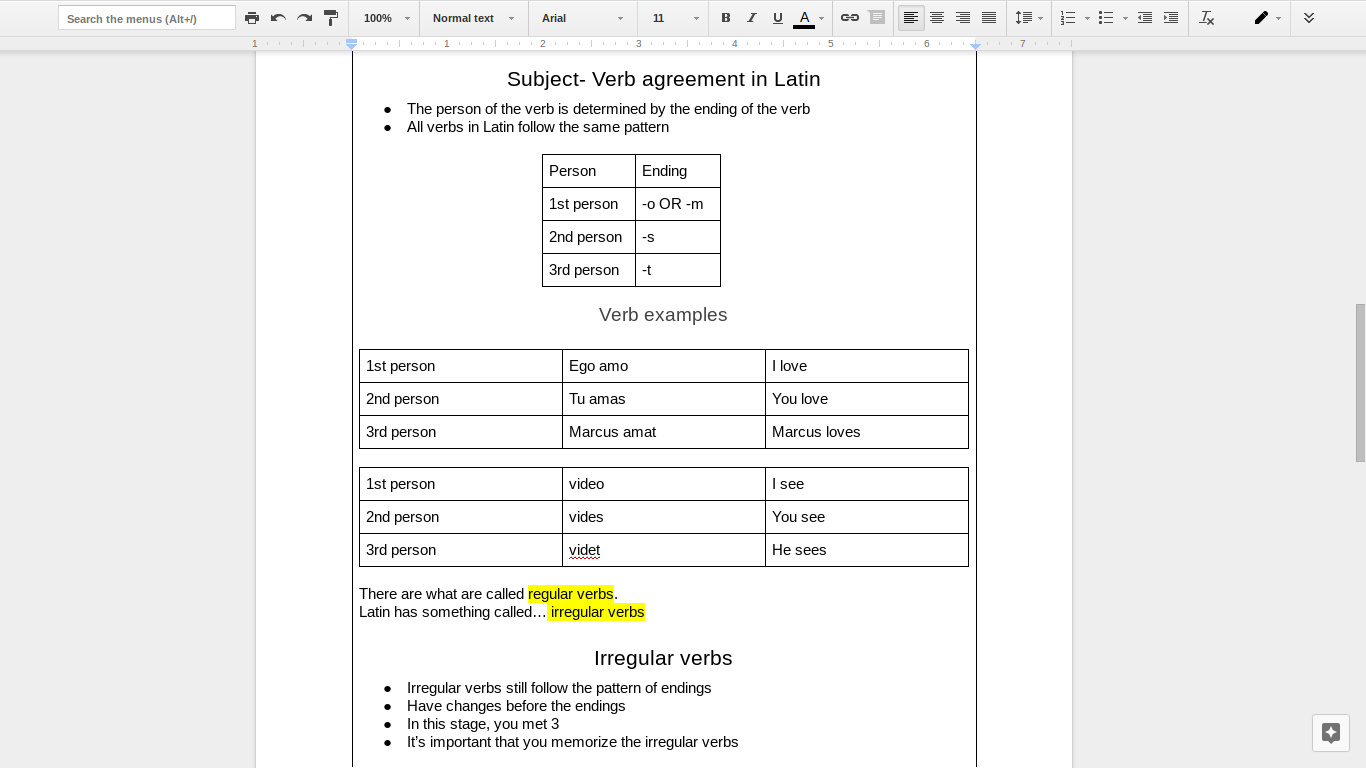 Search the menus (Alt+/) 100% Normal text Arial 11 B I U A
1 1 2 3 4 5 6 7
Subject- Verb agreement in Latin
● The person of the verb is determined by the ending of the verb
● All verbs in Latin follow the same pattern
Person Ending
1st person -o OR -m
2nd person -s
3rd person -t
Verb examples
1st person Ego amo I love
2nd person Tu amas You love
3rd person Marcus amat Marcus loves
1st person video I see
2nd person vides You see
3rd person videt He sees
There are what are called regular verbs.
Latin has something called… irregular verbs
Irregular verbs
● Irregular verbs still follow the pattern of endings
● Have changes before the endings
● In this stage, you met 3
● It’s important that you memorize the irregular verbs